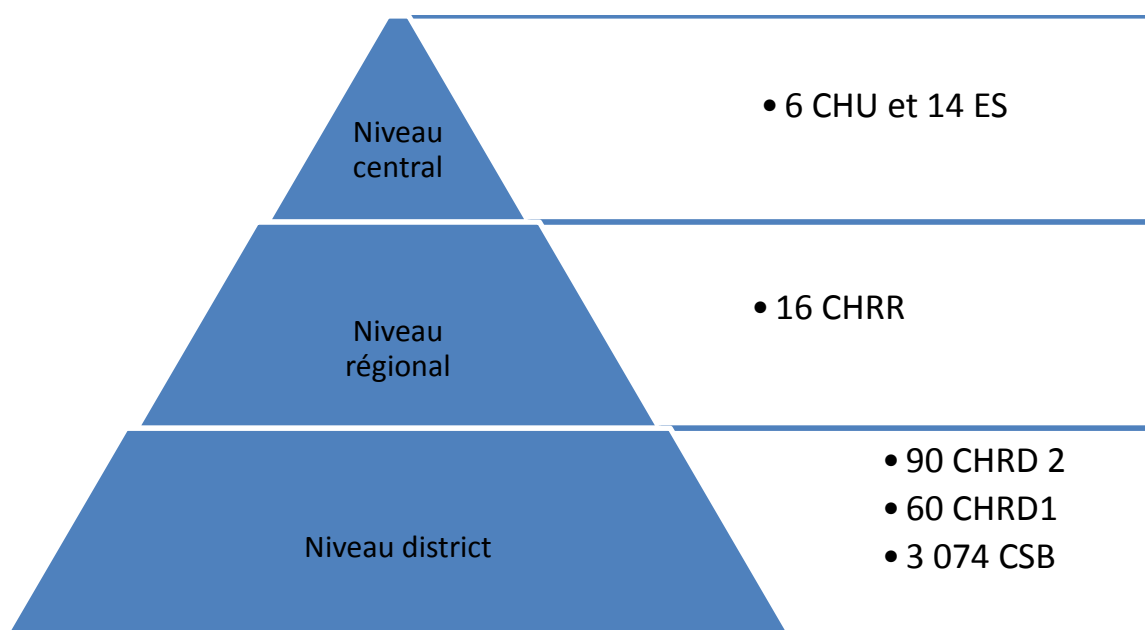 Niveau
central
• 6 CHU et 14 ES
Niveau
régional
• 16 CHRR
Niveau district
• 90 CHRD 2
• 60 CHRD1
• 3 074 CSB